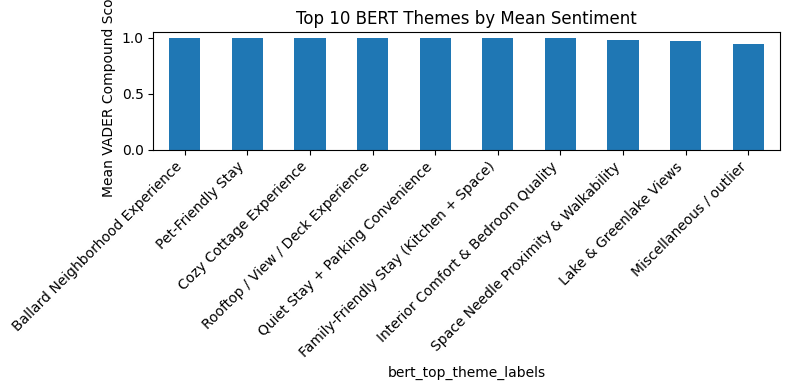 Top 10 BERT Themes by Mean Sentiment
Mean VADER Compound Sco
1.0
0.5
0.0
Ballard Neighborhood Experience
Pet-Friendly Stay
Cozy Cottage Experience
Rooftop / View / Deck Experience
Quiet Stay + Parking Convenience
Family-Friendly Stay (Kitchen + Space)
Interior Comfort & Bedroom Quality
Space Needle Proximity & Walkability
Lake & Greenlake Views
Miscellaneous / outlier
bert_top_theme_labels